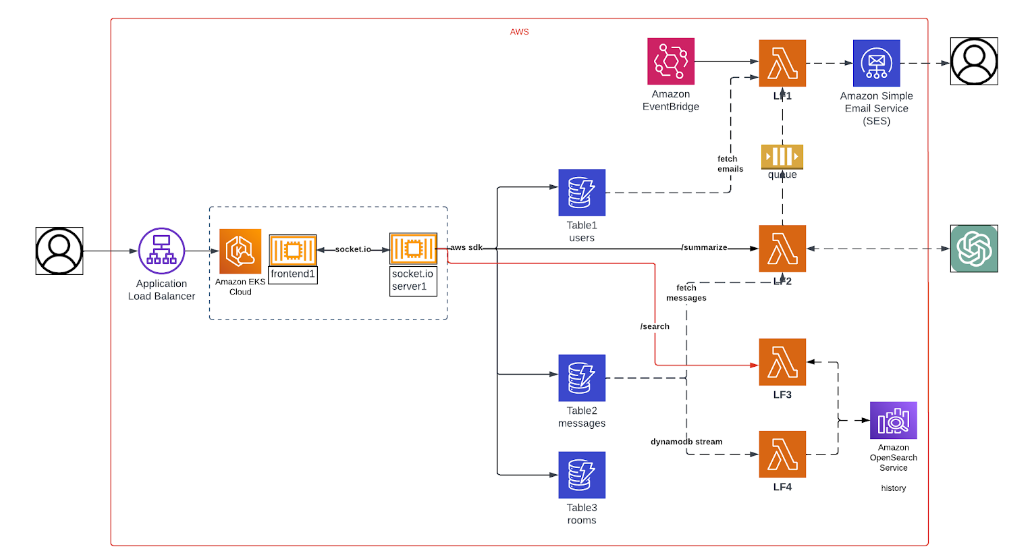 AWS
Amazon
EventBridge
LF1
Amazon Simple
Email Service
(SES)
fetch
emails
queue
Table1
users
Application
Load Balancer
Amazon EKS
Cloud
frontend1
socket.io
socket.io
server1
aws sdk
/summarize
LF2
fetch
messages
/search
LF3
Table2
messages
dynamodb stream
LF4
Amazon
OpenSearch
Service
history
Table3
rooms